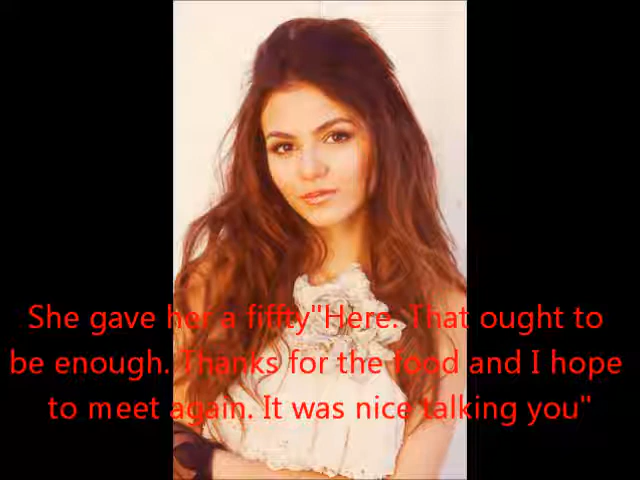 She gave her a fiffty"Here. That ought to
be enough. Thanks for the food and I hope
to meet again. It was nice talking you"